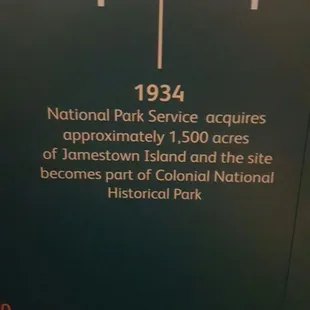 1934
National Park Service acquires
approximately 1,500 acres
of Jamestown Island and the site
becomes part of Colonial National
Historical Park